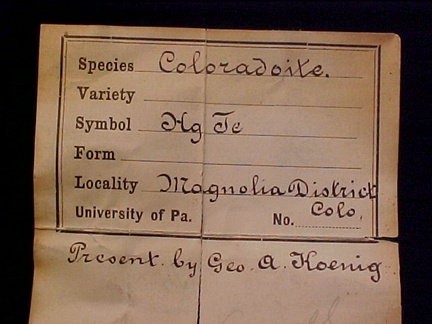 Species Coloradoite.
Variety
Symbol Hg Te
Form
Locality Magnolia District
Colo,
University of Pa. No.
Present. by Geo. A. Koenig